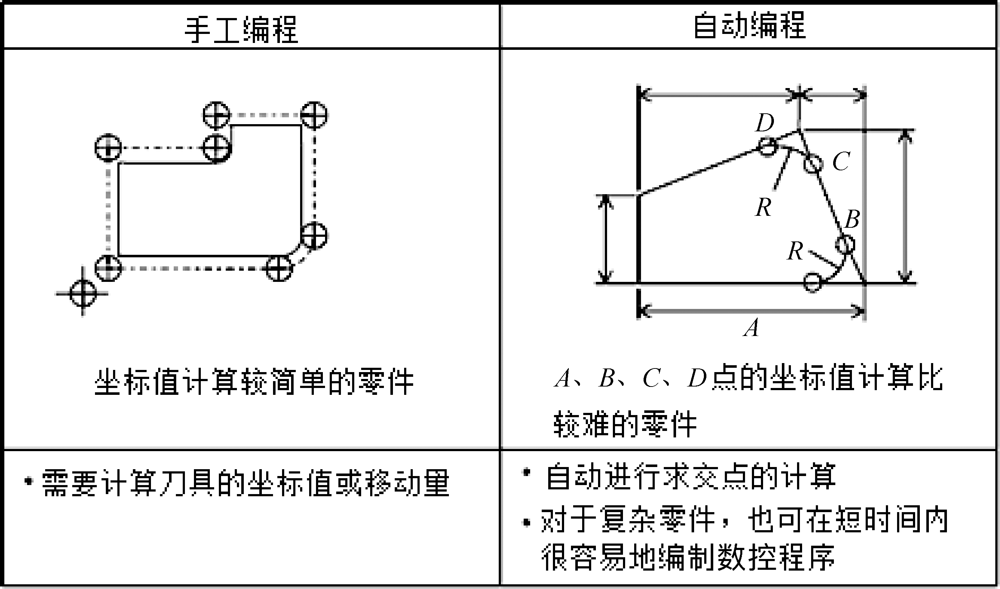 手工编程
自动编程
D
C
R
B
R
A
坐标值计算较简单的零件
A、B、C、D点的坐标值计算比
较难的零件
• 需要计算刀具的坐标值或移动量
• 自动进行求交点的计算
• 对于复杂零件，也可在短时间内
很容易地编制数控程序